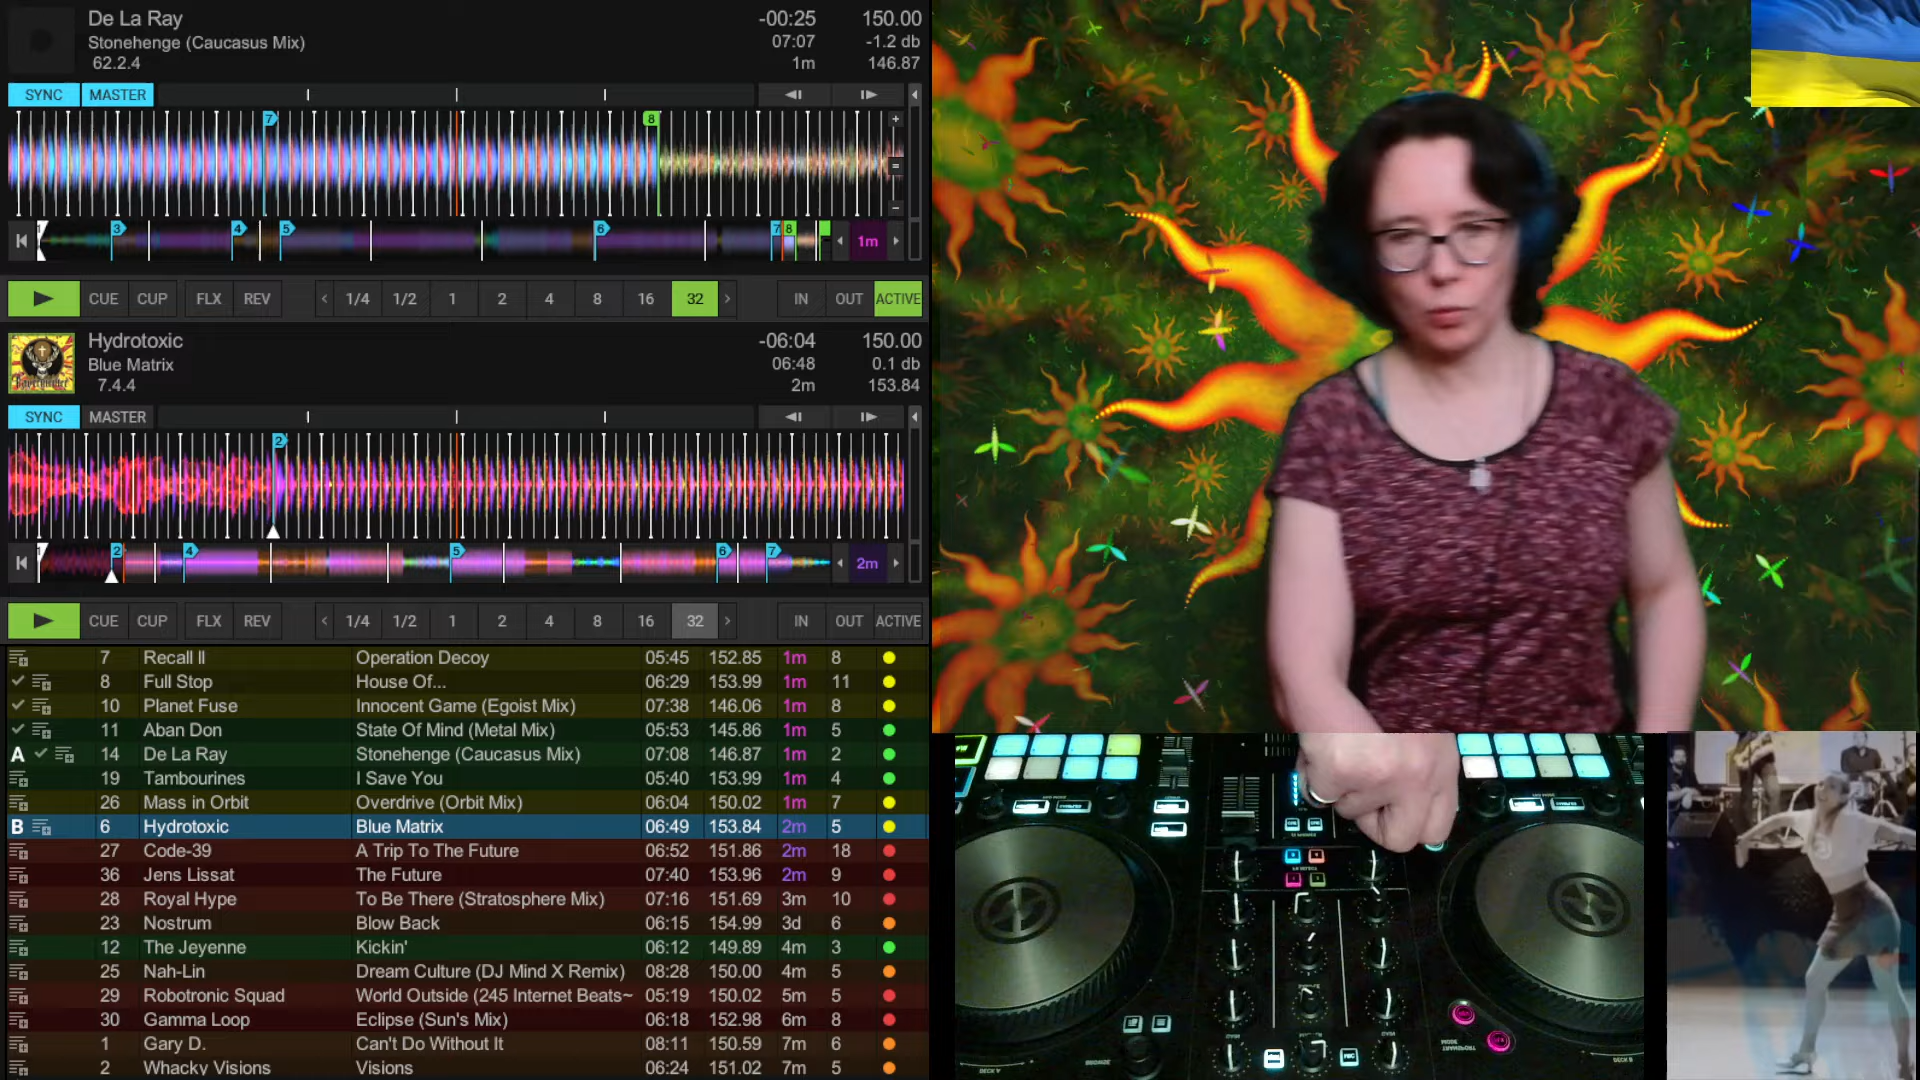 De La Ray -00:25 150.00
Stonehenge (Caucasus Mix) 07:07 -1.2 db
62.2.4 1m 146.87
SYNC MASTER
7 8
3 4 5 6 7 8 1m
CUE CUP FLX REV 1/4 1/2 1 2 4 8 16 32 IN OUT ACTIVE
Hydrotoxic -06:04 150.00
Blue Matrix 06:48 0.1 db
7.4.4 2m 153.84
SYNC MASTER
2
2 4 5 6 7 2m
CUE CUP FLX REV 1/4 1/2 1 2 4 8 16 32 IN OUT ACTIVE
7 Recall II Operation Decoy 05:45 152.85 1m 8
8 Full Stop House Of... 06:29 153.99 1m 11
10 Planet Fuse Innocent Game (Egoist Mix) 07:38 146.06 1m 8
11 Aban Don State Of Mind (Metal Mix) 05:53 145.86 1m 5
A 14 De La Ray Stonehenge (Caucasus Mix) 07:08 146.87 1m 2
19 Tambourines I Save You 05:40 153.99 1m 4
26 Mass in Orbit Overdrive (Orbit Mix) 06:04 150.02 1m 7
B 6 Hydrotoxic Blue Matrix 06:49 153.84 2m 5
27 Code-39 A Trip To The Future 06:52 151.86 2m 18
36 Jens Lissat The Future 07:40 153.96 2m 9
28 Royal Hype To Be There (Stratosphere Mix) 07:16 151.69 3m 10
23 Nostrum Blow Back 06:15 154.99 3d 6
12 The Jeyenne Kickin' 06:12 149.89 4m 3
25 Nah-Lin Dream Culture (DJ Mind X Remix) 08:28 150.00 4m 5
29 Robotronic Squad World Outside (245 Internet Beats~ 05:19 150.02 5m 5
30 Gamma Loop Eclipse (Sun's Mix) 06:18 152.98 6m 8
1 Gary D. Can't Do Without It 08:11 150.59 7m 6
2 Whacky Visions Visions 06:24 151.02 7m 5